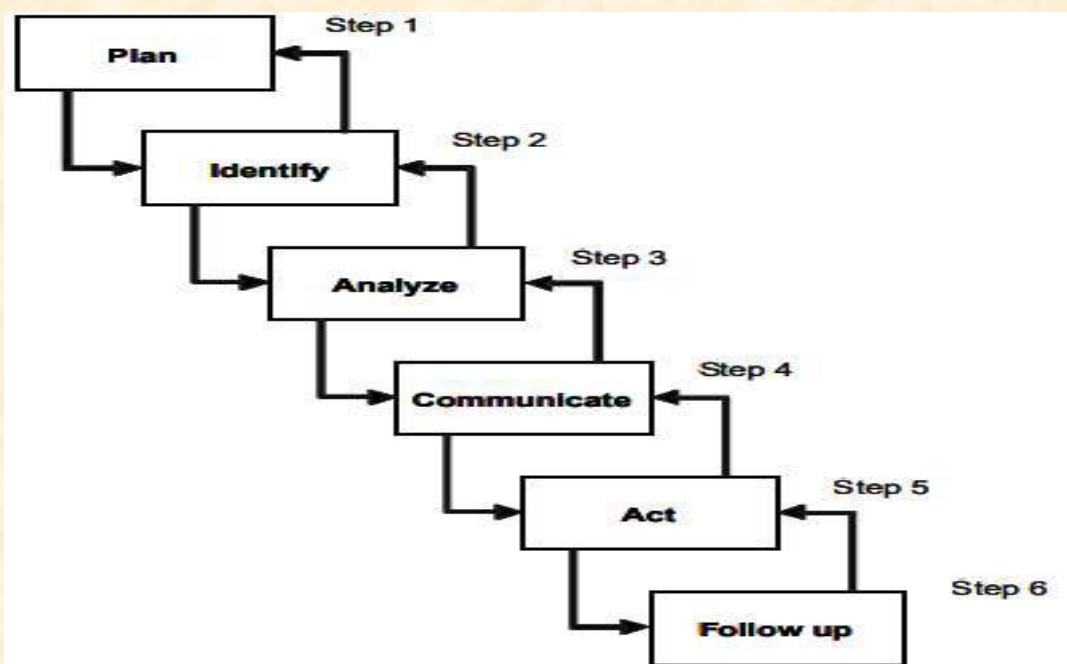 Step 1
Plan
Step 2
Identify
Step 3
Analyze
Step 4
Communicate
Step 5
Act
Step 6
Follow up